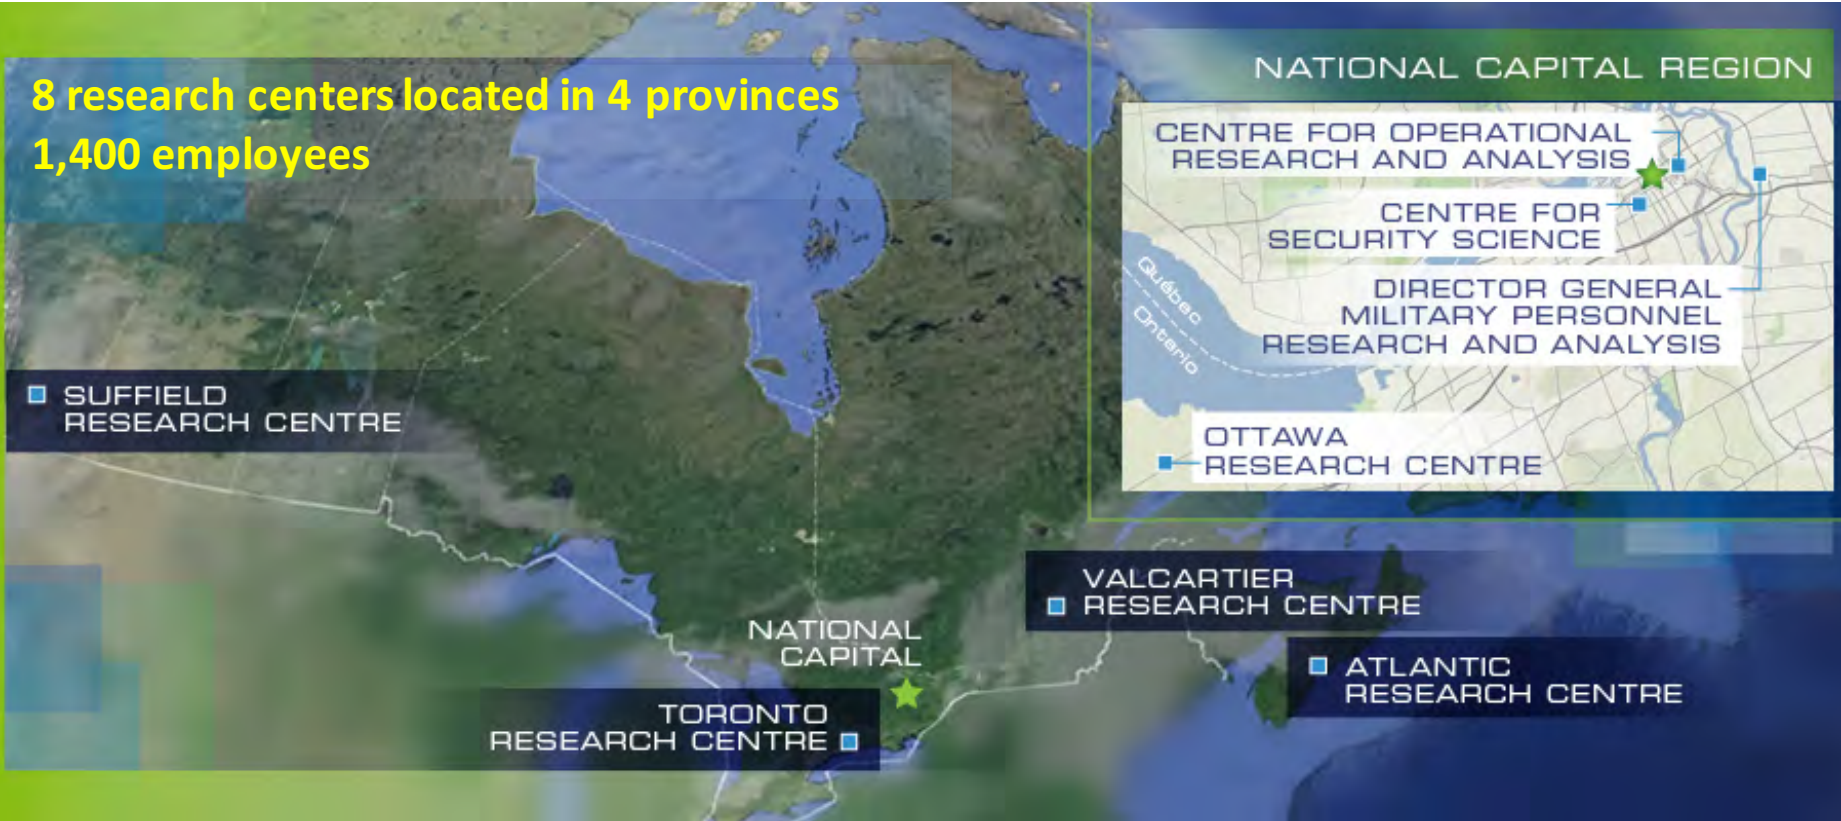 8 research centers located in 4 provinces
1,400 employees
NATIONAL CAPITAL REGION
CENTRE FOR OPERATIONAL
RESEARCH AND ANALYSIS
CENTRE FOR
SECURITY SCIENCE
DIRECTOR GENERAL
MILITARY PERSONNEL
RESEARCH AND ANALYSIS
Québec
Ontario
OTTAWA
RESEARCH CENTRE
SUFFIELD
RESEARCH CENTRE
VALCARTIER
RESEARCH CENTRE
NATIONAL
CAPITAL
ATLANTIC
RESEARCH CENTRE
TORONTO
RESEARCH CENTRE